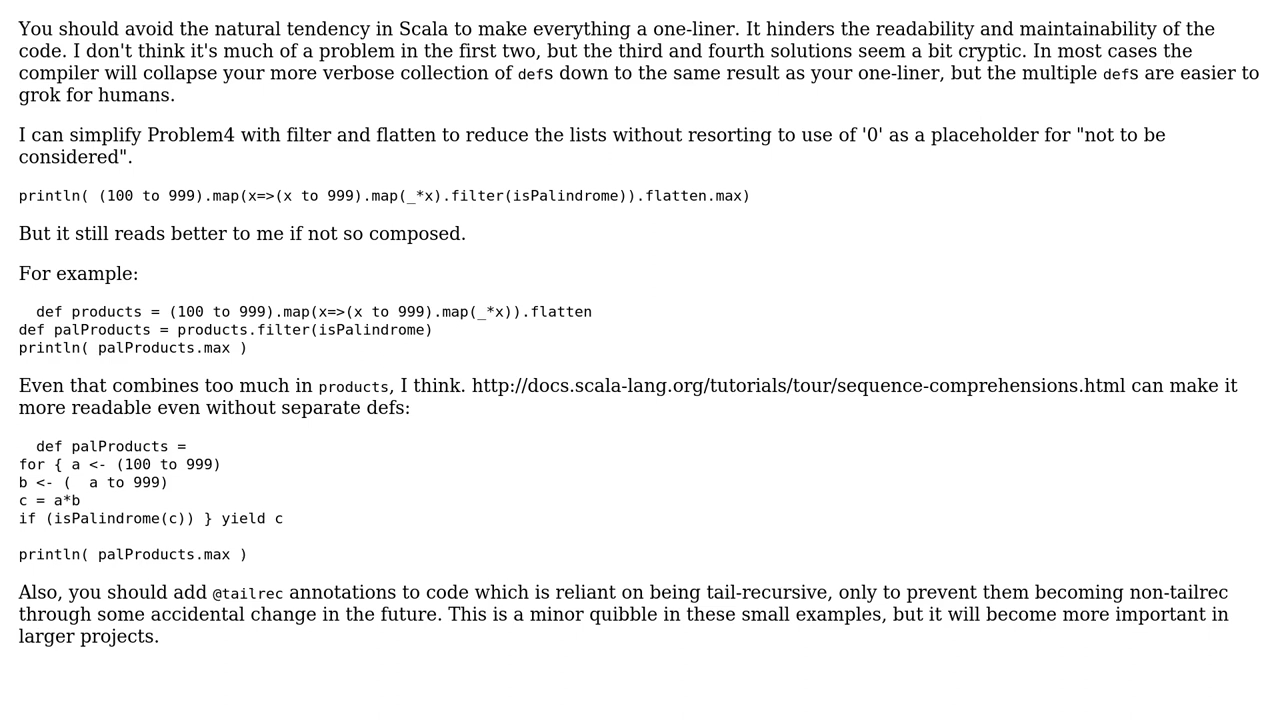 You should avoid the natural tendency in Scala to make everything a one-liner. It hinders the readability and maintainability of the
code. I don't think it's much of a problem in the first two, but the third and fourth solutions seem a bit cryptic. In most cases the
compiler will collapse your more verbose collection of defs down to the same result as your one-liner, but the multiple defs are easier to
grok for humans.
I can simplify Problem4 with filter and flatten to reduce the lists without resorting to use of '0' as a placeholder for "not to be
considered".
println( (100 to 999).map(x=>(x to 999).map(_*x).filter(isPalindrome)).flatten.max)
But it still reads better to me if not so composed.
For example:
  def products = (100 to 999).map(x=>(x to 999).map(_*x)).flatten
def palProducts = products.filter(isPalindrome)
println( palProducts.max )
Even that combines too much in products, I think. http://docs.scala-lang.org/tutorials/tour/sequence-comprehensions.html can make it
more readable even without separate defs:
  def palProducts =
for { a <- (100 to 999)
b <- (  a to 999)
c = a*b
if (isPalindrome(c)) } yield c
println( palProducts.max )
Also, you should add @tailrec annotations to code which is reliant on being tail-recursive, only to prevent them becoming non-tailrec
through some accidental change in the future. This is a minor quibble in these small examples, but it will become more important in
larger projects.